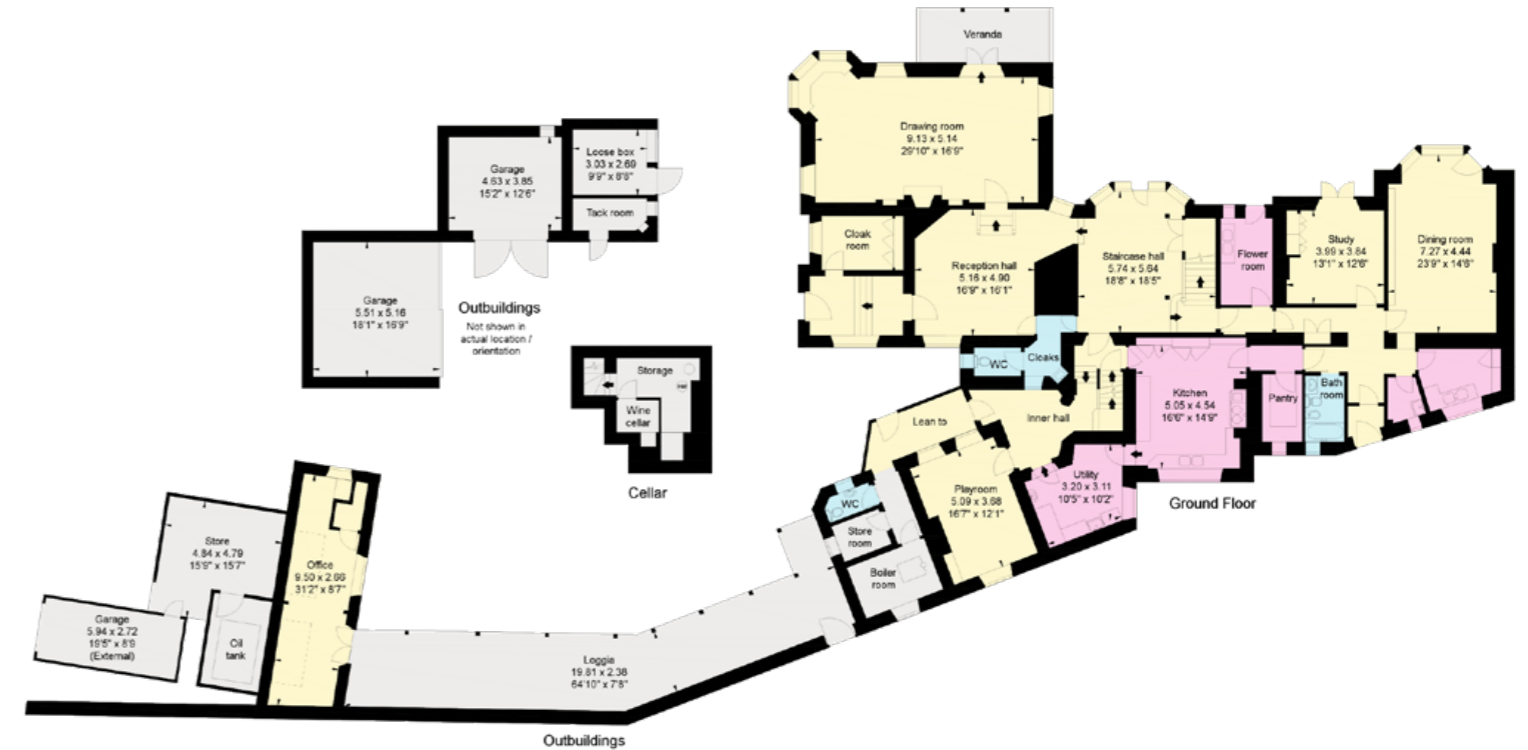 Veranda
Drawing room
9.13 x 5.14
29'10" x 16'9"
Loose box
3.03 x 2.69
9'9" x 8'8"
Garage
4.63 x 3.85
15'2" x 12'6"
Tack room
Cloak
room
Reception hall
5.16 x 4.90
16'9" x 16'1"
Staircase hall
5.74 x 5.64
18'8" x 18'5"
Flower
room
Study
3.99 x 3.84
13'1" x 12'6"
Dining room
7.27 x 4.44
23'9" x 14'6"
Garage
5.51 x 5.16
18'1" x 16'9"
Outbuildings
Not shown in
actual location /
orientation
Storage
Wine
cellar
Cellar
WC
Cloaks
Kitchen
5.05 x 4.54
16'6" x 14'9"
Pantry
Bath
room
Lean to
Inner hall
Utility
3.20 x 3.11
10'5" x 10'2"
Ground Floor
Playroom
5.09 x 3.68
16'7" x 12'1"
WC
Store
room
Boiler
room
Store
4.84 x 4.79
15'9" x 15'7"
Office
9.50 x 2.66
31'2" x 8'7"
Garage
5.94 x 2.72
19'5" x 8'9
(External)
Oil
tank
Loggia
19.81 x 2.38
64'10" x 7'8"
Outbuildings